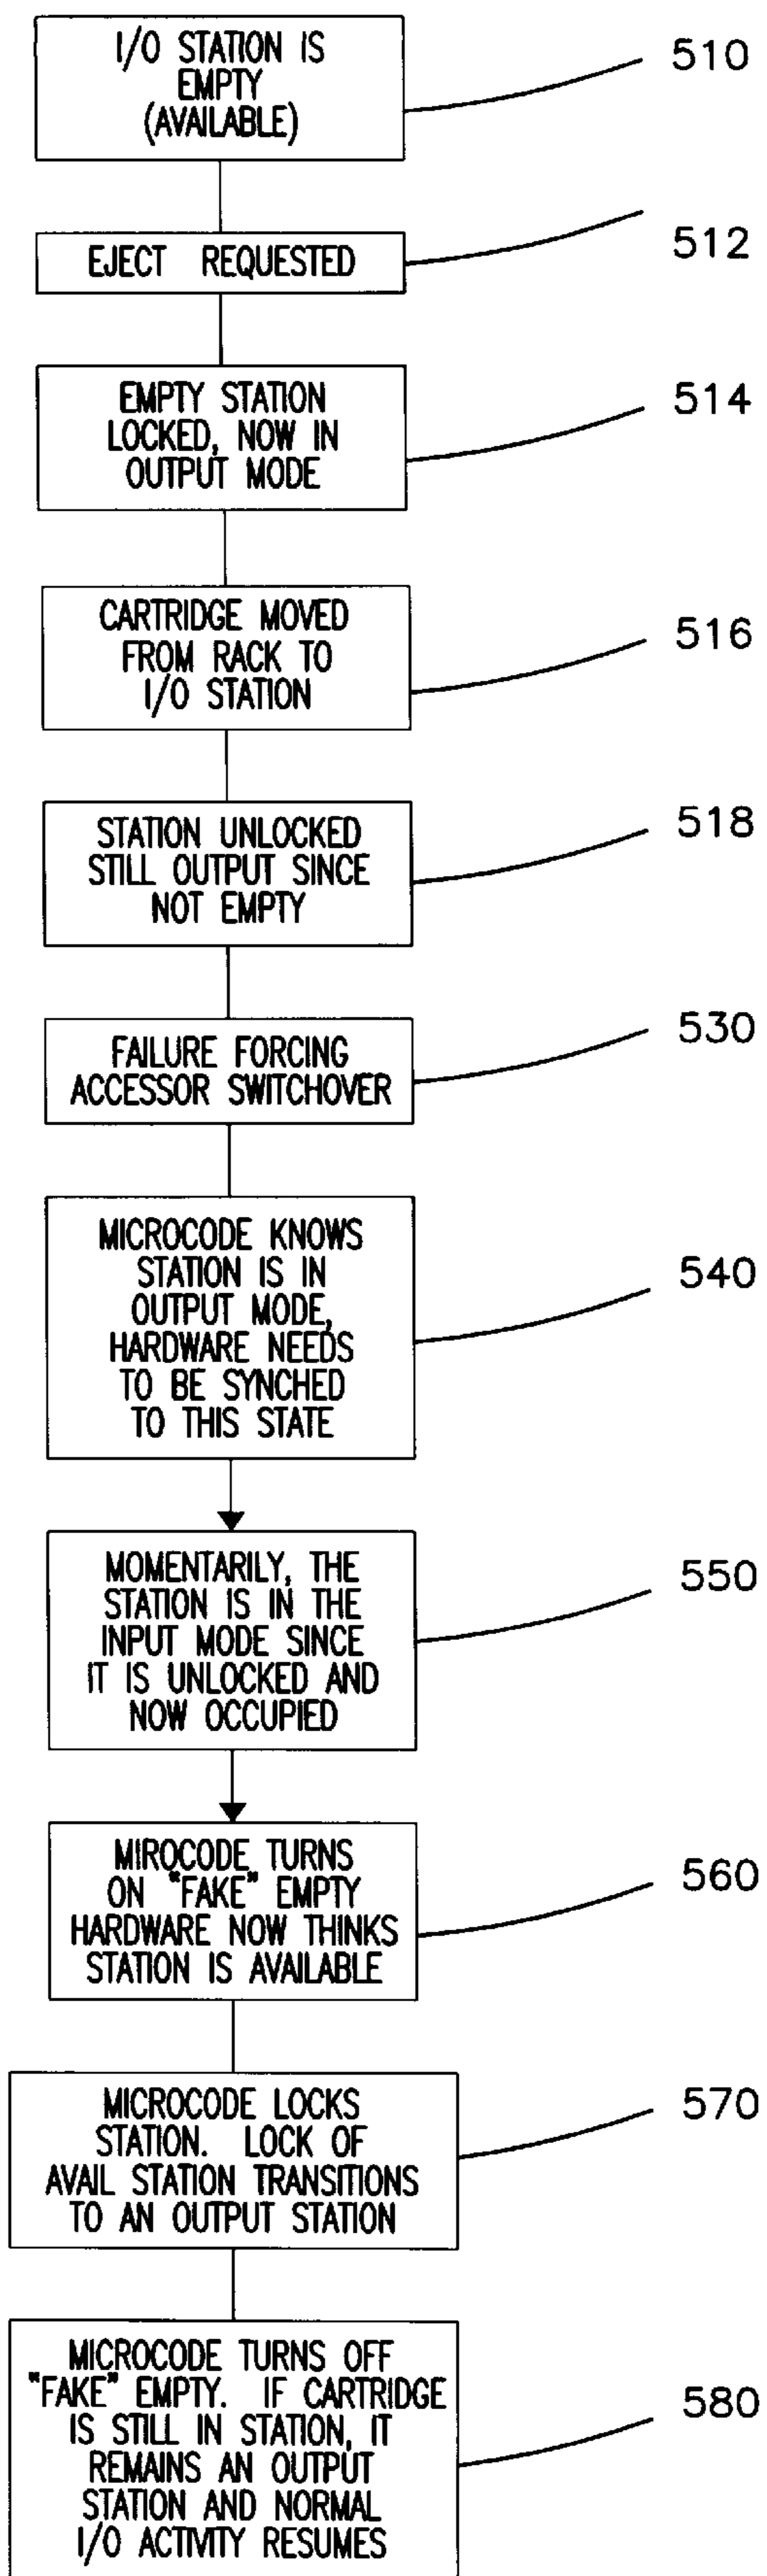 I/O STATION IS
EMPTY
(AVAILABLE)
510
EJECT REQUESTED
512
EMPTY STATION
LOCKED, NOW IN
OUTPUT MODE
514
CARTRIDGE MOVED
FROM RACK TO
I/O STATION
516
STATION UNLOCKED
STILL OUTPUT SINCE
NOT EMPTY
518
FAILURE FORCING
ACCESSOR SWITCHOVER
530
MICROCODE KNOWS
STATION IS IN
OUTPUT MODE,
HARDWARE NEEDS
TO BE SYNCHED
TO THIS STATE
540
MOMENTARILY, THE
STATION IS IN THE
INPUT MODE SINCE
IT IS UNLOCKED AND
NOW OCCUPIED
550
MIROCODE TURNS
ON "FAKE" EMPTY
HARDWARE NOW THINKS
STATION IS AVAILABLE
560
MICROCODE LOCKS
STATION. LOCK OF
AVAIL STATION TRANSITIONS
TO AN OUTPUT STATION
570
MICROCODE TURNS OFF
"FAKE" EMPTY. IF CARTRIDGE
IS STILL IN STATION, IT
REMAINS AN OUTPUT
STATION AND NORMAL
I/O ACTIVITY RESUMES
580